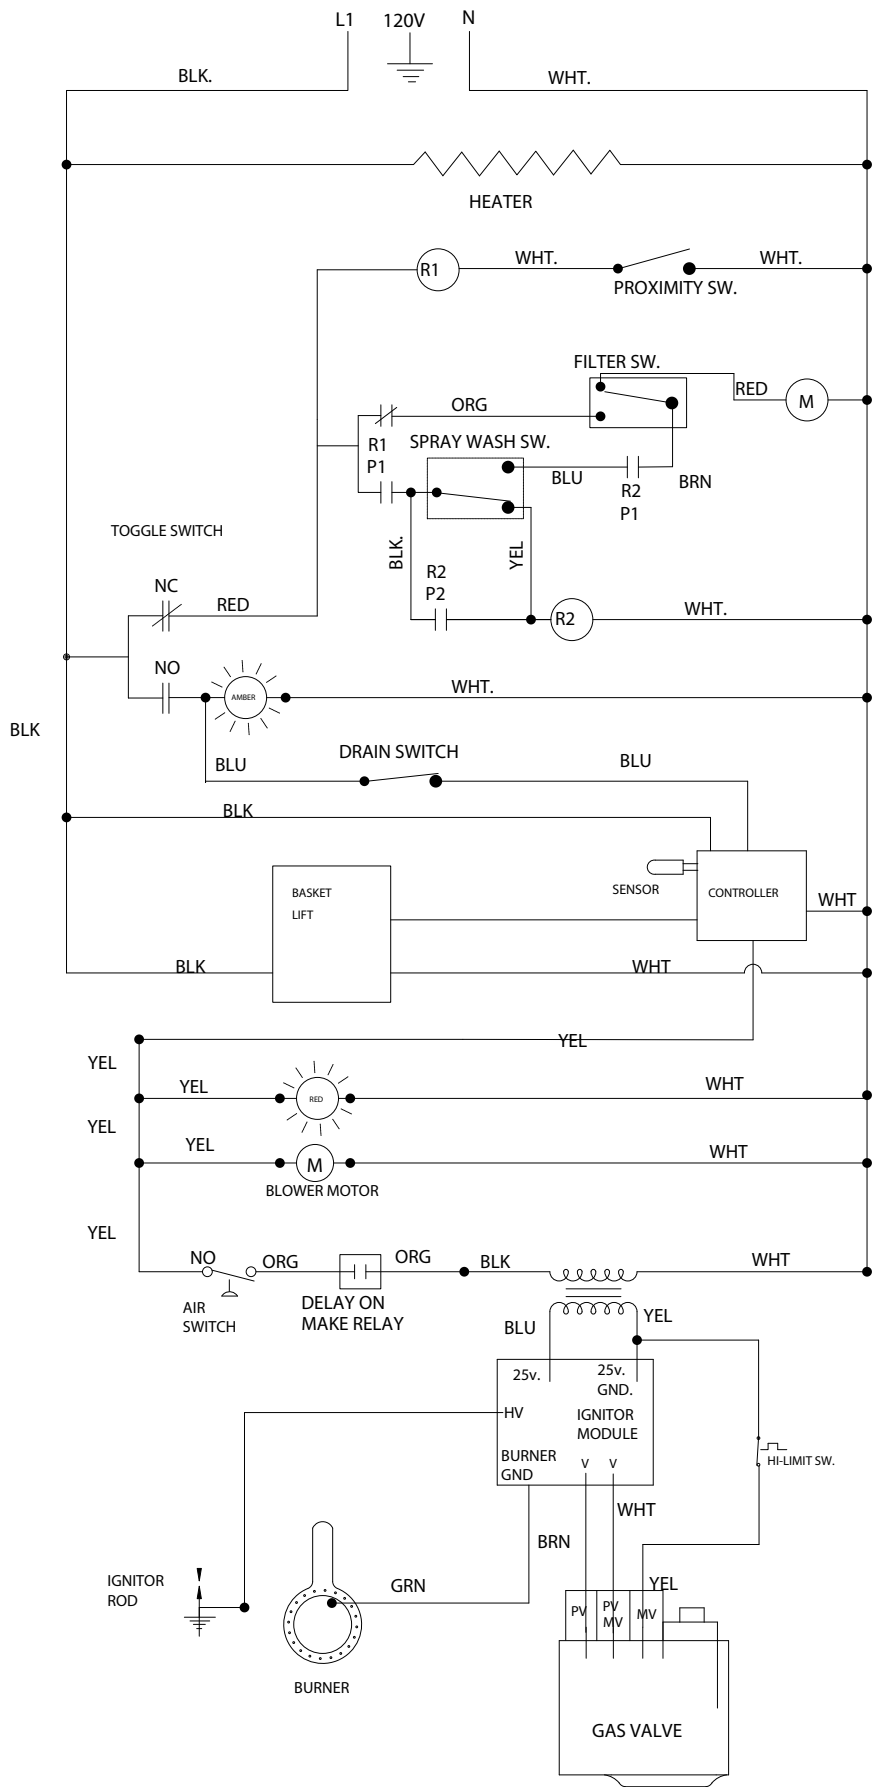 L1 120V N
BLK. WHT.
HEATER
R1 WHT. WHT.
PROXIMITY SW.
FILTER SW.
RED M
ORG
R1
P1
SPRAY WASH SW.
BLU
R2
P1
BRN
TOGGLE SWITCH
BLK.
YEL
R2
P2
NC
RED
R2 WHT.
NO
AMBER
WHT.
BLK
BLU
DRAIN SWITCH
BLU
BLK
BASKET
LIFT
SENSOR
CONTROLLER
WHT
BLK WHT
YEL
YEL
YEL RED WHT
YEL
YEL M WHT
BLOWER MOTOR
YEL
NO ORG ORG BLK WHT
AIR
SWITCH
DELAY ON
MAKE RELAY
BLU YEL
25v. 25v.
GND.
HV IGNITOR
MODULE
BURNER
GND
V V
HI-LIMIT SW.
WHT
BRN
IGNITOR
ROD
GRN
YEL
PV PV
MV
MV
BURNER
GAS VALVE